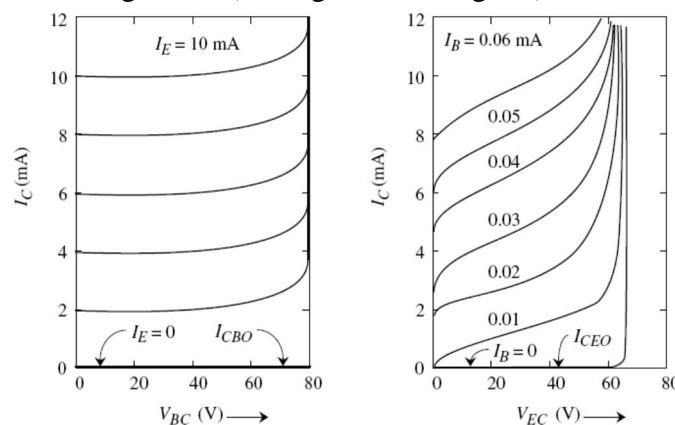 12
I_E = 10 mA
10
8
6
4
2
0
I_C (mA)
I_E = 0
I_CBO
0 20 40 60 80
V_BC (V)
12
I_B = 0.06 mA
10
8
6
4
2
0
I_C (mA)
0.05
0.04
0.03
0.02
0.01
I_B = 0
I_CEO
0 20 40 60 80
V_EC (V)